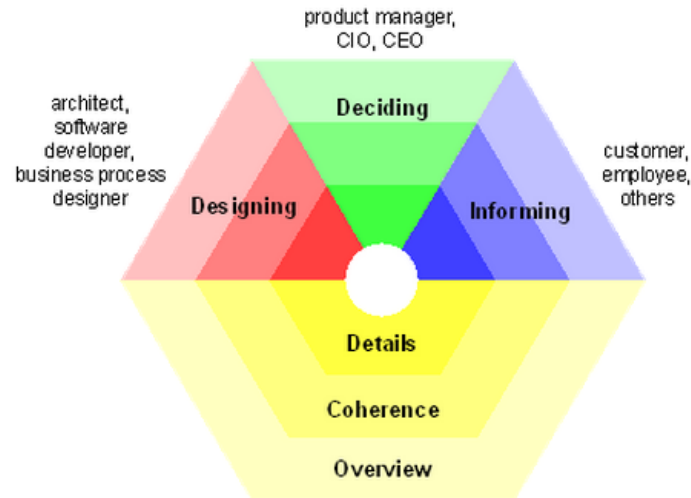 product manager,
CIO, CEO
architect,
software
developer,
business process
designer
Deciding
customer,
employee,
others
Designing
Informing
Details
Coherence
Overview